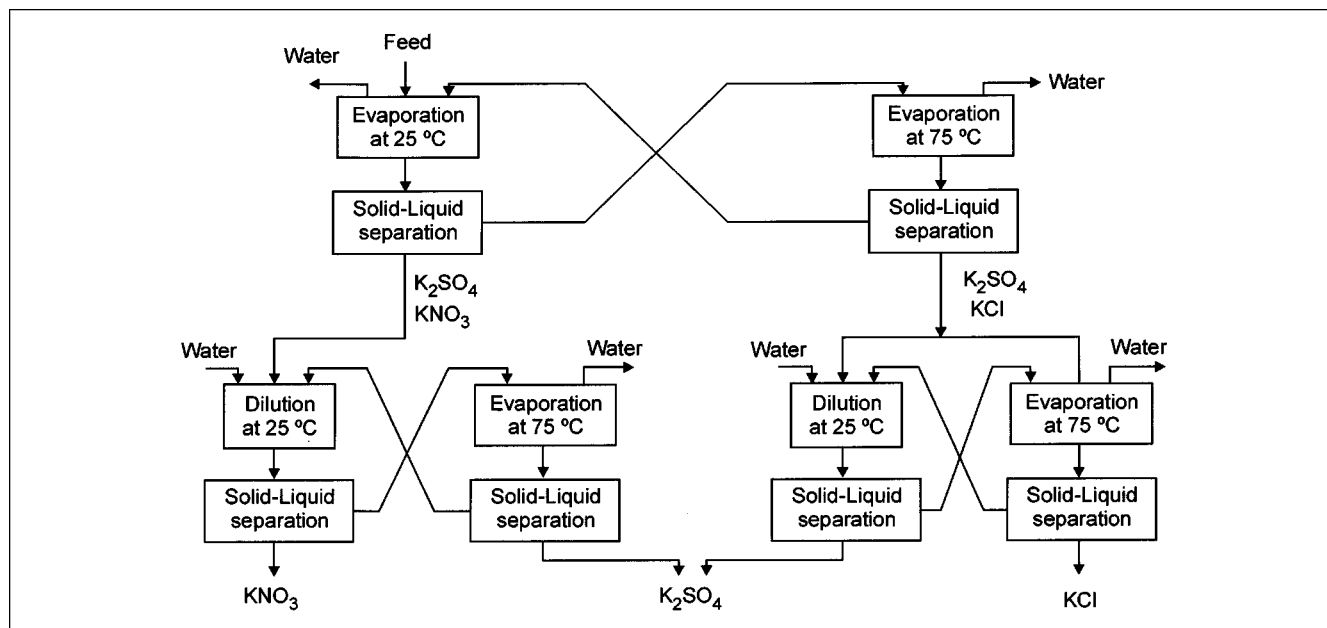 Feed
Water
Evaporation
at 25 ºC
Solid-Liquid
separation
K₂SO₄
KNO₃
Water
Evaporation
at 75 ºC
Solid-Liquid
separation
K₂SO₄
KCl
Water
Dilution
at 25 ºC
Solid-Liquid
separation
KNO₃
Water
Evaporation
at 75 ºC
Solid-Liquid
separation
K₂SO₄
Water
Dilution
at 25 ºC
Solid-Liquid
separation
Water
Evaporation
at 75 ºC
Solid-Liquid
separation
KCl